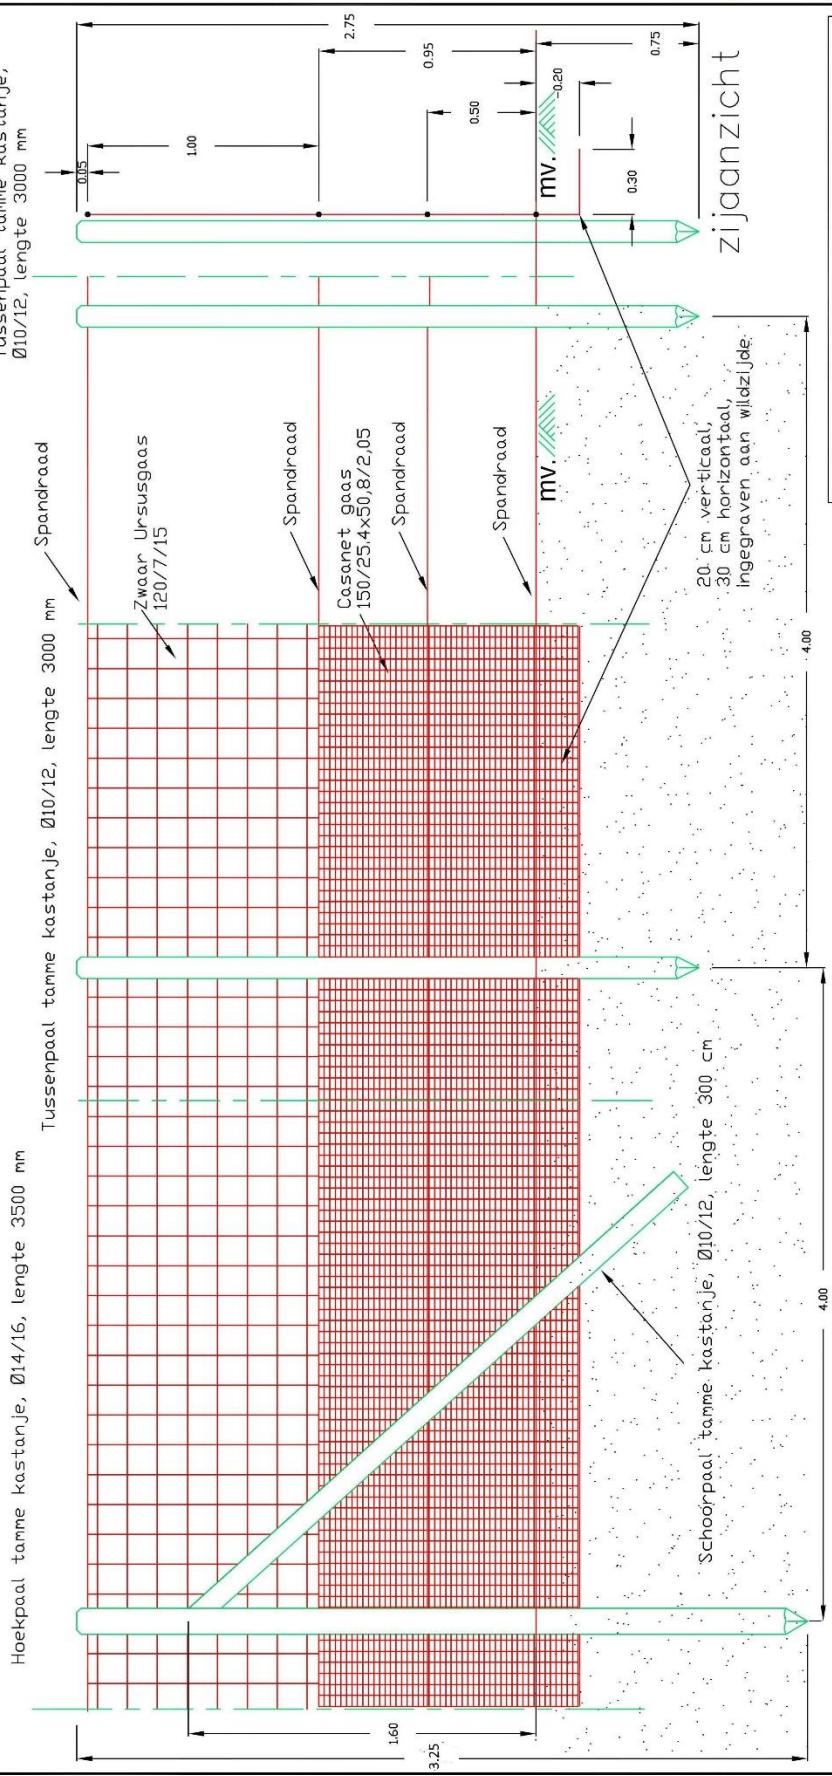 Hoekpaal tamme kastanje, Ø14/16, lengte 3500 mm
Tussenpaal tamme kastanje, Ø10/12, lengte 3000 mm
Tussenpaal tamme kastanje,
Ø10/12, lengte 3000 mm
Spandraad
Zwaar Ursusgaas
120/7/15
Spandraad
Casanet gaas
150/25.4x50,8/2,05
Spandraad
Spandraad
mv.
mv.
20 cm verticaal,
30 cm horizontaal,
ingegraven aan wildzijde
Schoorpaal tamme kastanje, Ø10/12, lengte 300 cm
zijaanzicht
0.05
1.00
2.75
0.95
0.50
-0.20
0.75
0.30
1.60
3.25
4.00
4.00